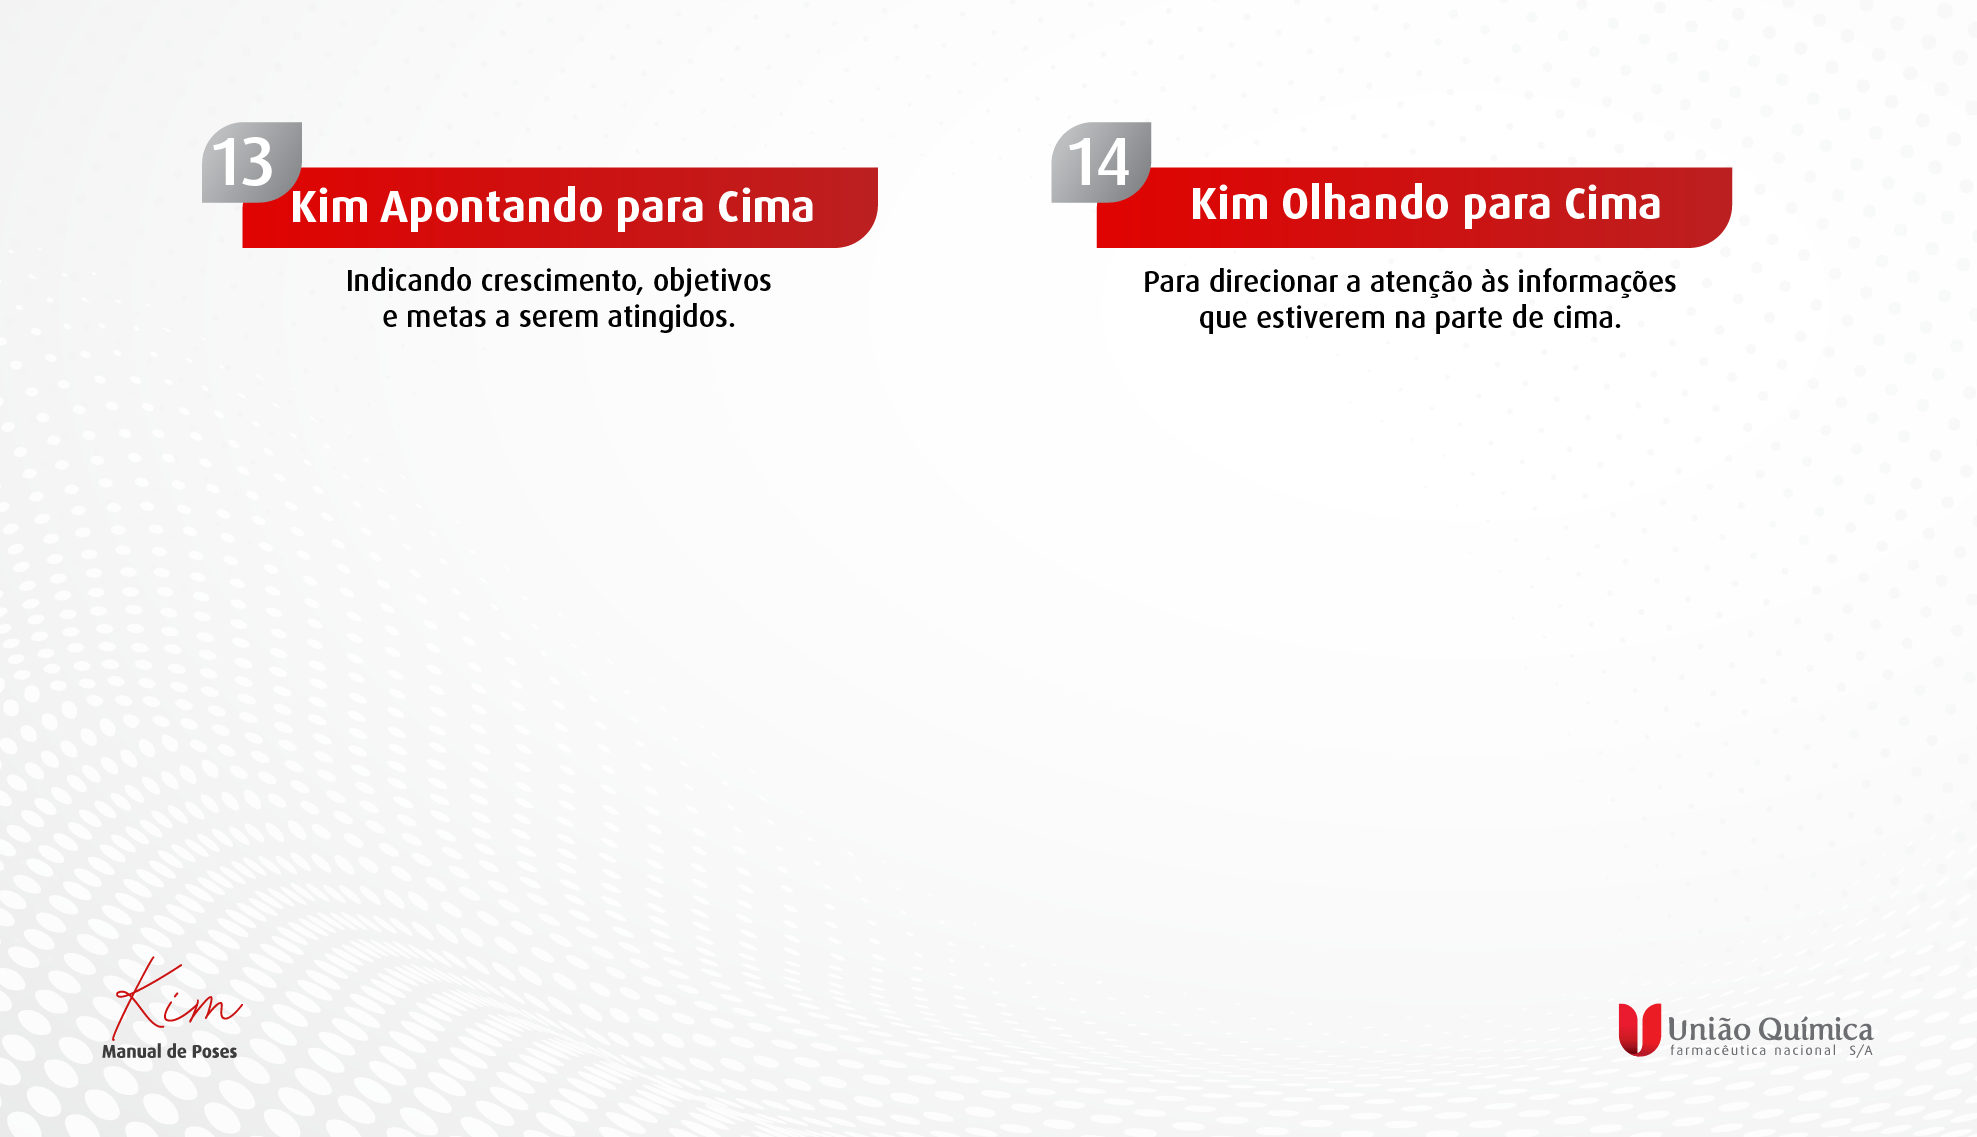 13
Kim Apontando para Cima
Indicando crescimento, objetivos
e metas a serem atingidos.
14
Kim Olhando para Cima
Para direcionar a atenção às informações
que estiverem na parte de cima.
Kim
Manual de Poses
União Química
farmacêutica nacional S/A